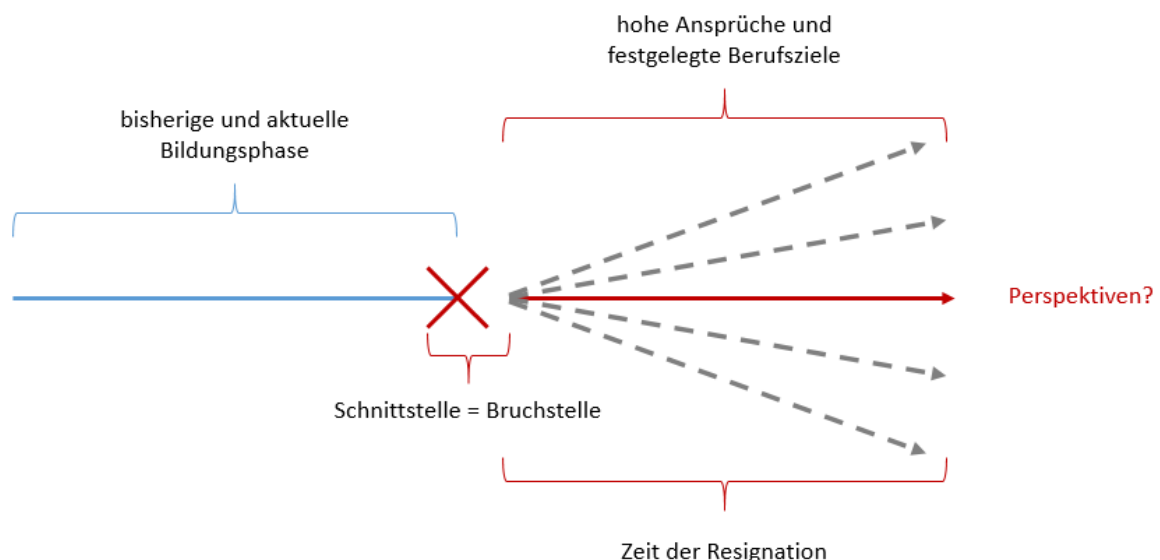 hohe Ansprüche und
festgelegte Berufsziele
bisherige und aktuelle
Bildungsphase
Perspektiven?
Schnittstelle = Bruchstelle
Zeit der Resignation